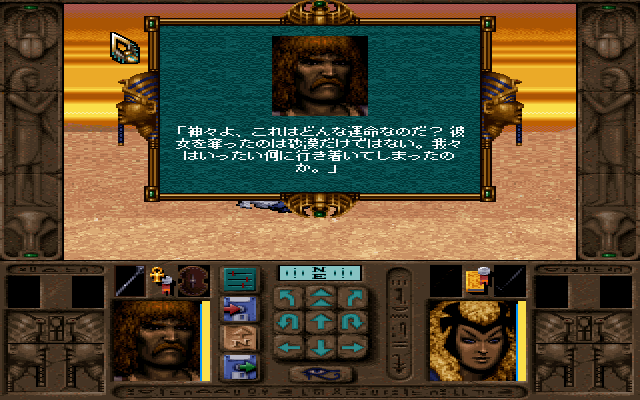 「神々よ、これはどんな運命なのだ? 彼
女を奪ったのは砂漠だけではない。我々
はいったい何に行き着いてしまったの
か。」
N
E
N